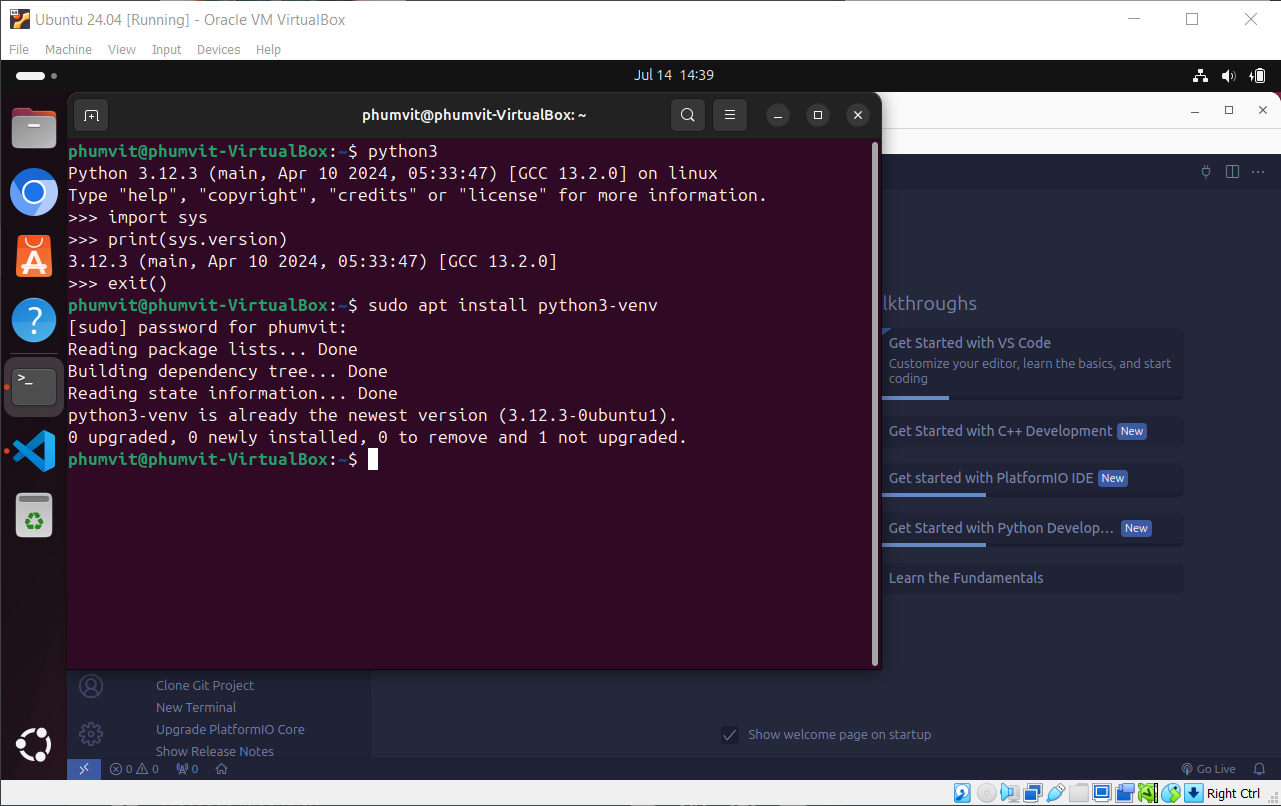 Ubuntu 24.04 [Running] - Oracle VM VirtualBox
File Machine View Input Devices Help
Jul 14 14:39
phumvit@phumvit-VirtualBox: ~
phumvit@phumvit-VirtualBox:~$ python3
Python 3.12.3 (main, Apr 10 2024, 05:33:47) [GCC 13.2.0] on linux
Type "help", "copyright", "credits" or "license" for more information.
>>> import sys
>>> print(sys.version)
3.12.3 (main, Apr 10 2024, 05:33:47) [GCC 13.2.0]
>>> exit()
phumvit@phumvit-VirtualBox:~$ sudo apt install python3-venv
[sudo] password for phumvit:
Reading package lists... Done
Building dependency tree... Done
Reading state information... Done
python3-venv is already the newest version (3.12.3-0ubuntu1).
0 upgraded, 0 newly installed, 0 to remove and 1 not upgraded.
phumvit@phumvit-VirtualBox:~$
lkthroughs
Get Started with VS Code
Customize your editor, learn the basics, and start
coding
Get Started with C++ Development New
Get started with PlatformIO IDE New
Get Started with Python Develop... New
Learn the Fundamentals
Clone Git Project
New Terminal
Upgrade PlatformIO Core
Show Release Notes
Show welcome page on startup
0 0 0
Go Live
Right Ctrl